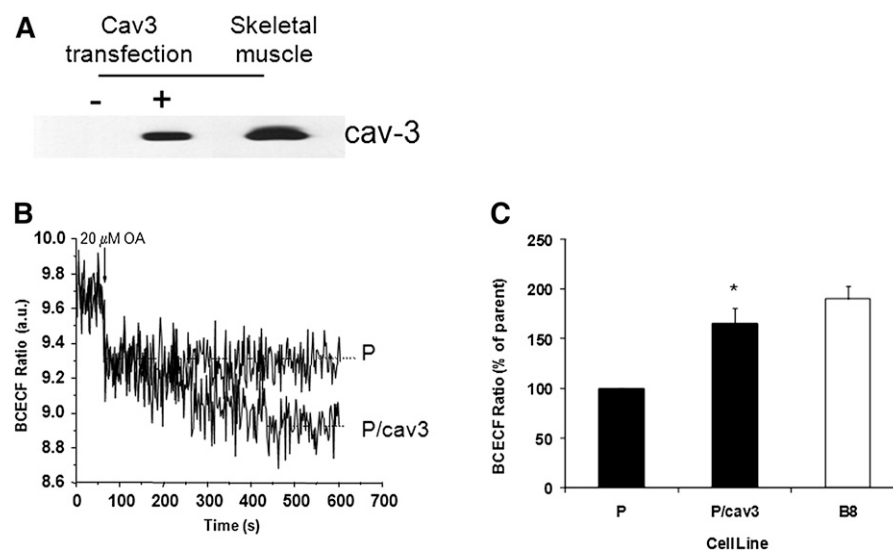 A
Cav3 transfection
Skeletal muscle
- +
cav-3
B
20 μM OA
BCECF Ratio (a.u.)
10.0
9.8
9.6
9.4
9.2
9.0
8.8
8.6
P
P/cav3
0 100 200 300 400 500 600 700
Time (s)
C
BCECF Ratio (% of parent)
250
200
150
100
50
0
*
P P/cav3 B8
Cell Line